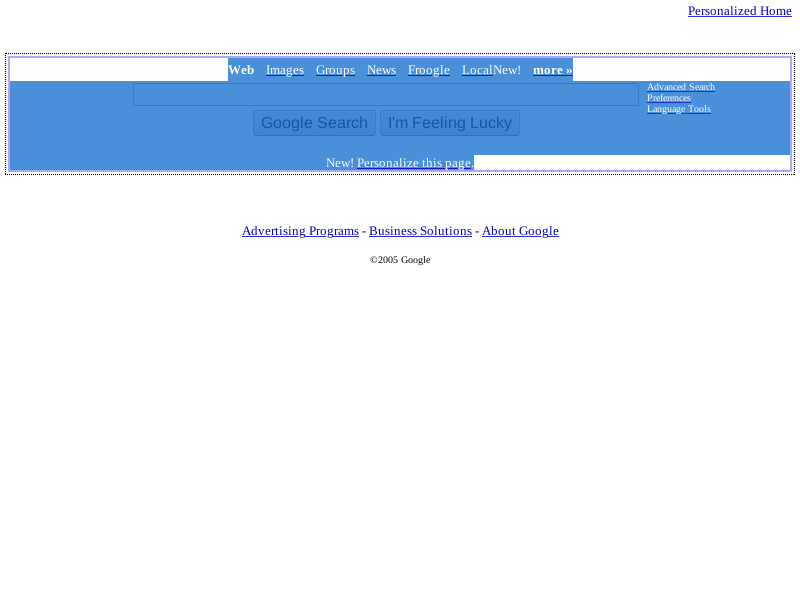 Personalized Home
Web Images Groups News Froogle LocalNew! more »
Advanced Search
Preferences
Language Tools
Google Search I'm Feeling Lucky
New! Personalize this page.
Advertising Programs - Business Solutions - About Google
©2005 Google